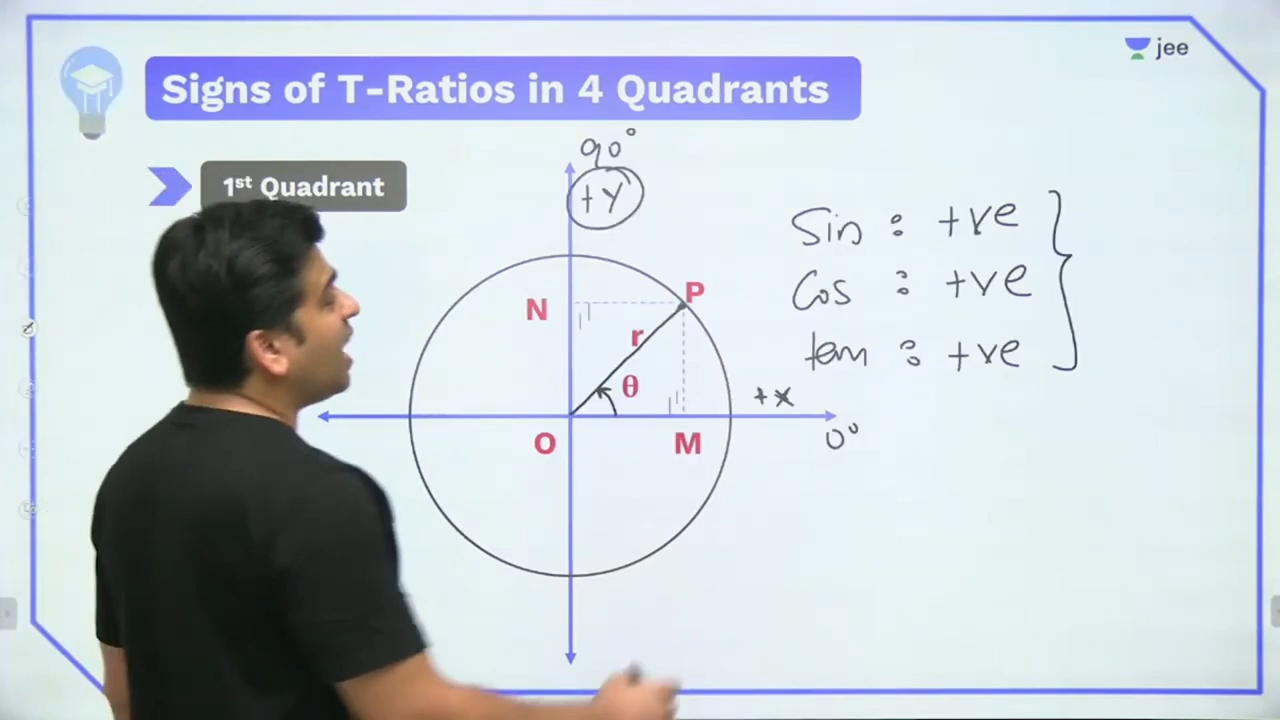 jee
Signs of T-Ratios in 4 Quadrants
1st Quadrant
90°
+Y
Sin : +ve
Cos : +ve
tan : +ve
N
P
r
θ
+x
0°
O
M